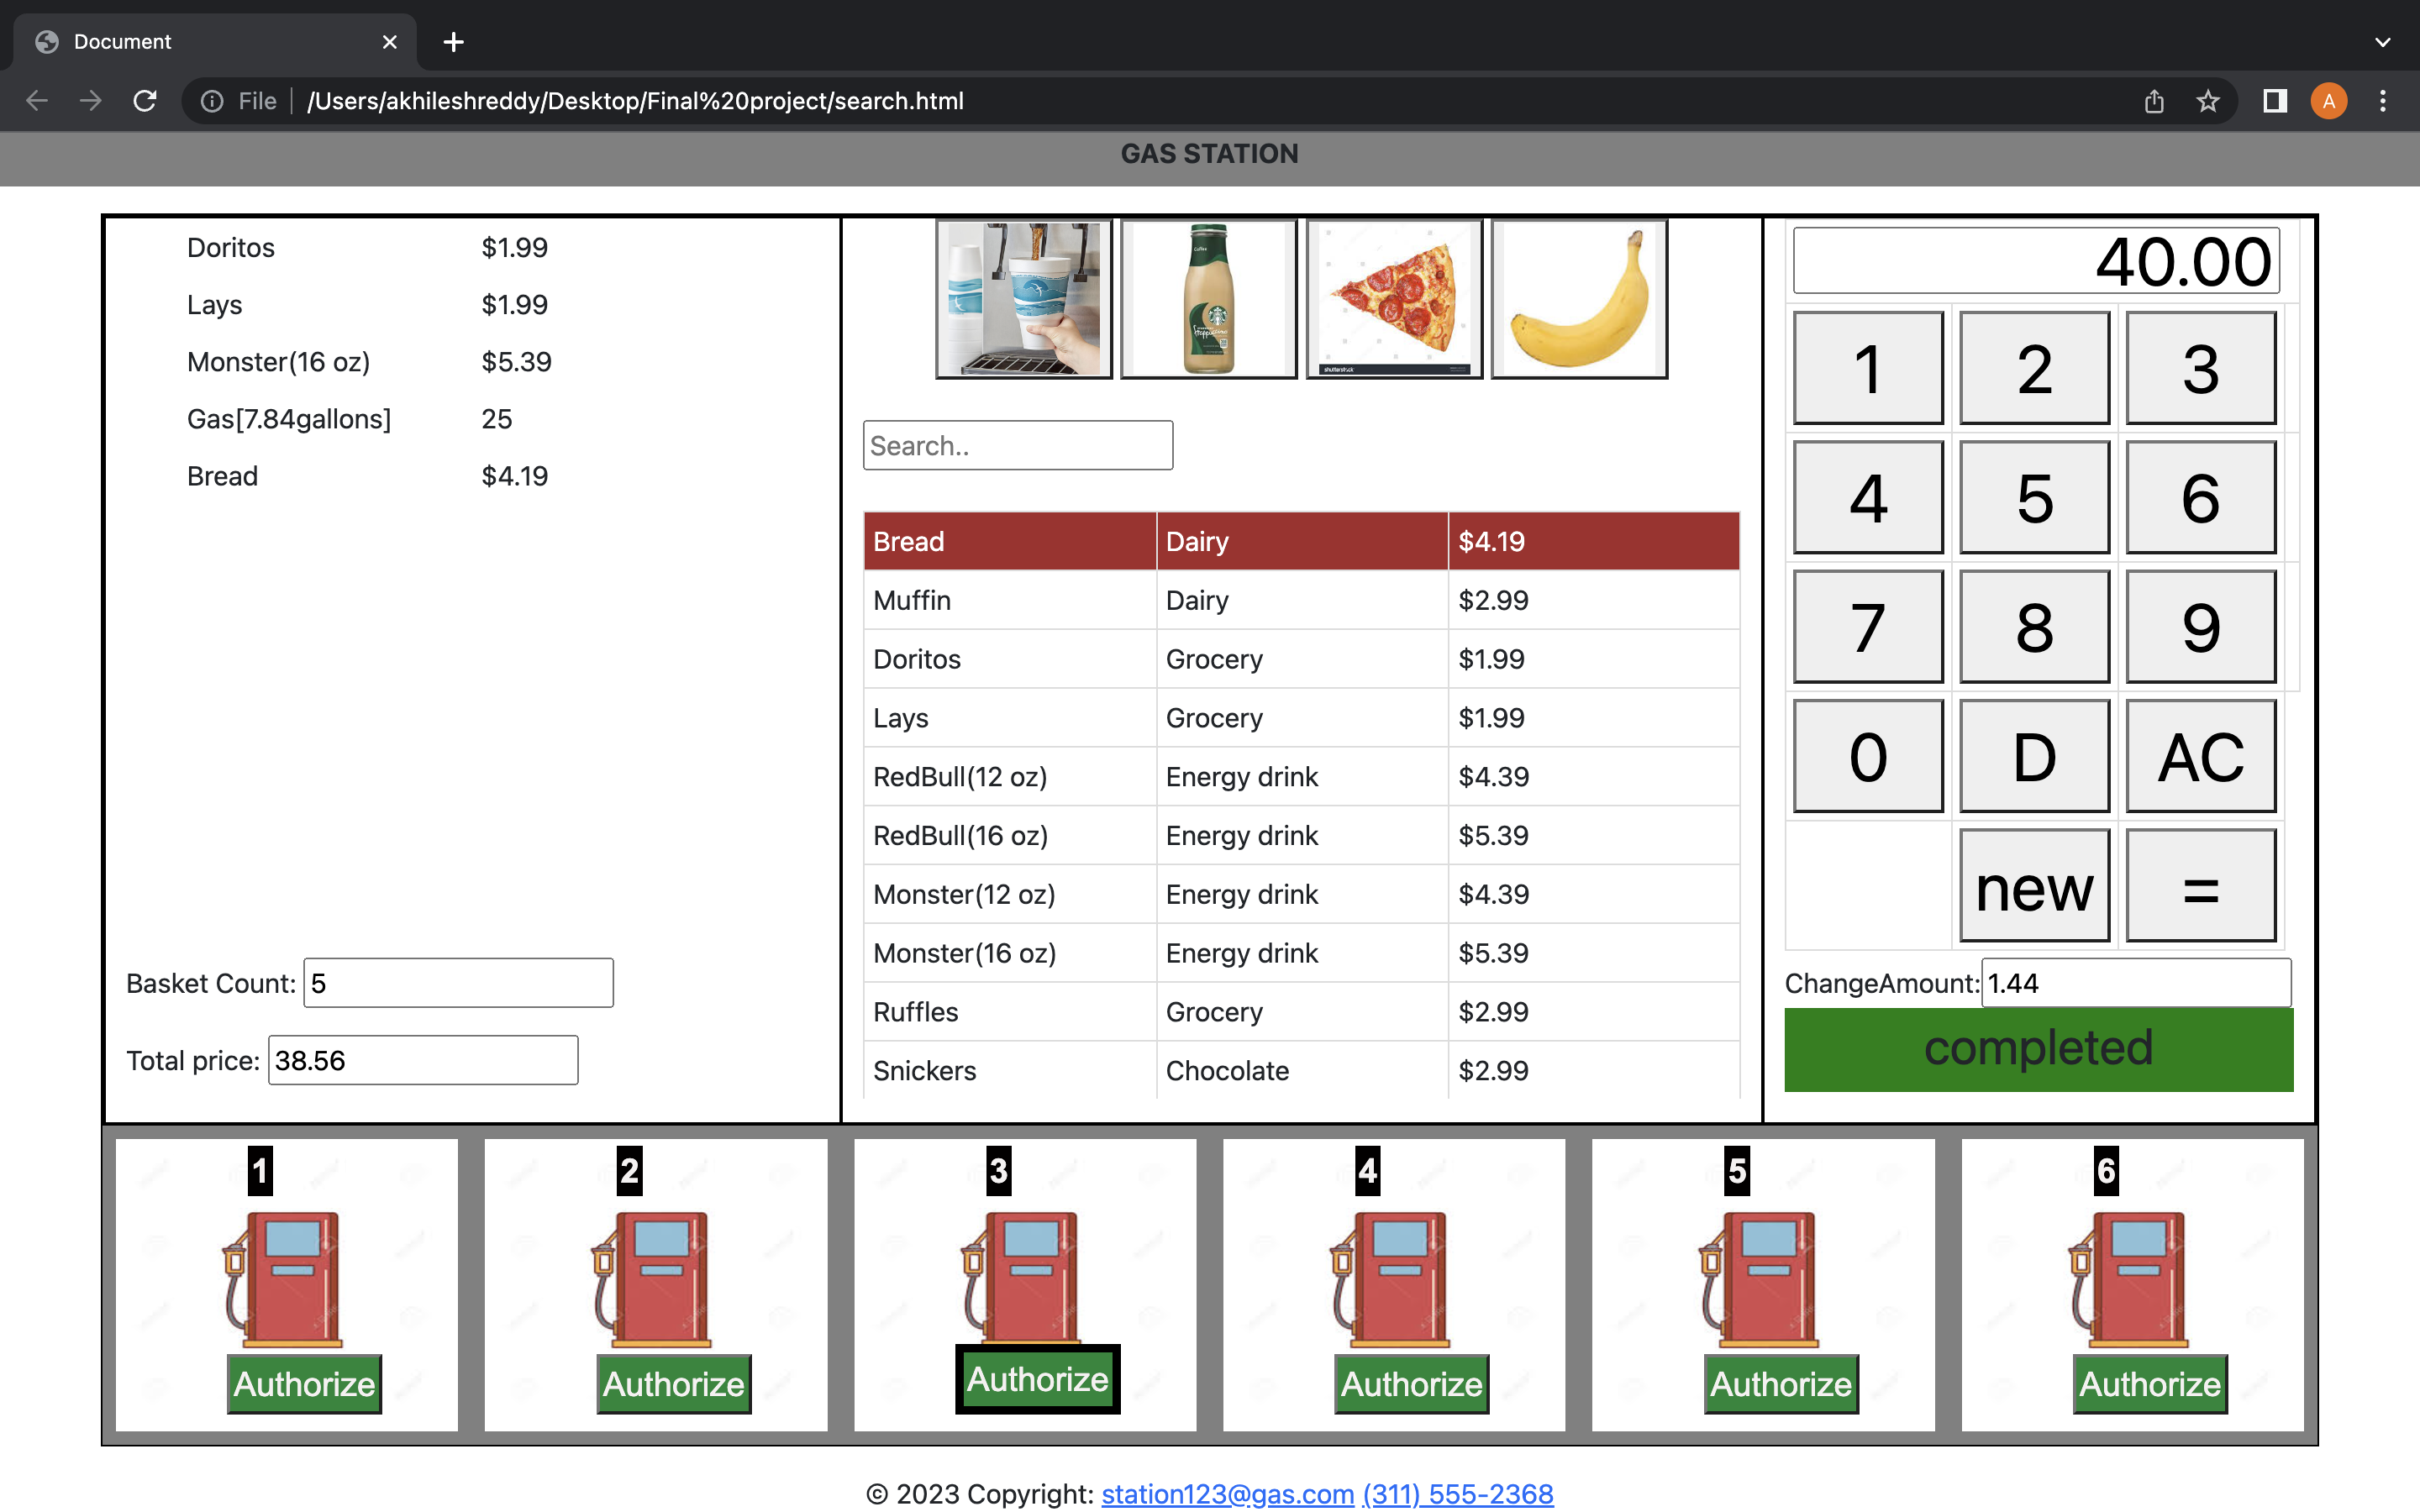 Document
File /Users/akhileshreddy/Desktop/Final%20project/search.html
A
GAS STATION
Doritos $1.99
Lays $1.99
Monster(16 oz) $5.39
Gas[7.84gallons] 25
Bread $4.19
Basket Count: 5
Total price: 38.56
Search..
Bread Dairy $4.19
Muffin Dairy $2.99
Doritos Grocery $1.99
Lays Grocery $1.99
RedBull(12 oz) Energy drink $4.39
RedBull(16 oz) Energy drink $5.39
Monster(12 oz) Energy drink $4.39
Monster(16 oz) Energy drink $5.39
Ruffles Grocery $2.99
Snickers Chocolate $2.99
40.00
1 2 3
4 5 6
7 8 9
0 D AC
new =
ChangeAmount: 1.44
completed
1 2 3 4 5 6
Authorize Authorize Authorize Authorize Authorize Authorize
© 2023 Copyright: station123@gas.com (311) 555-2368